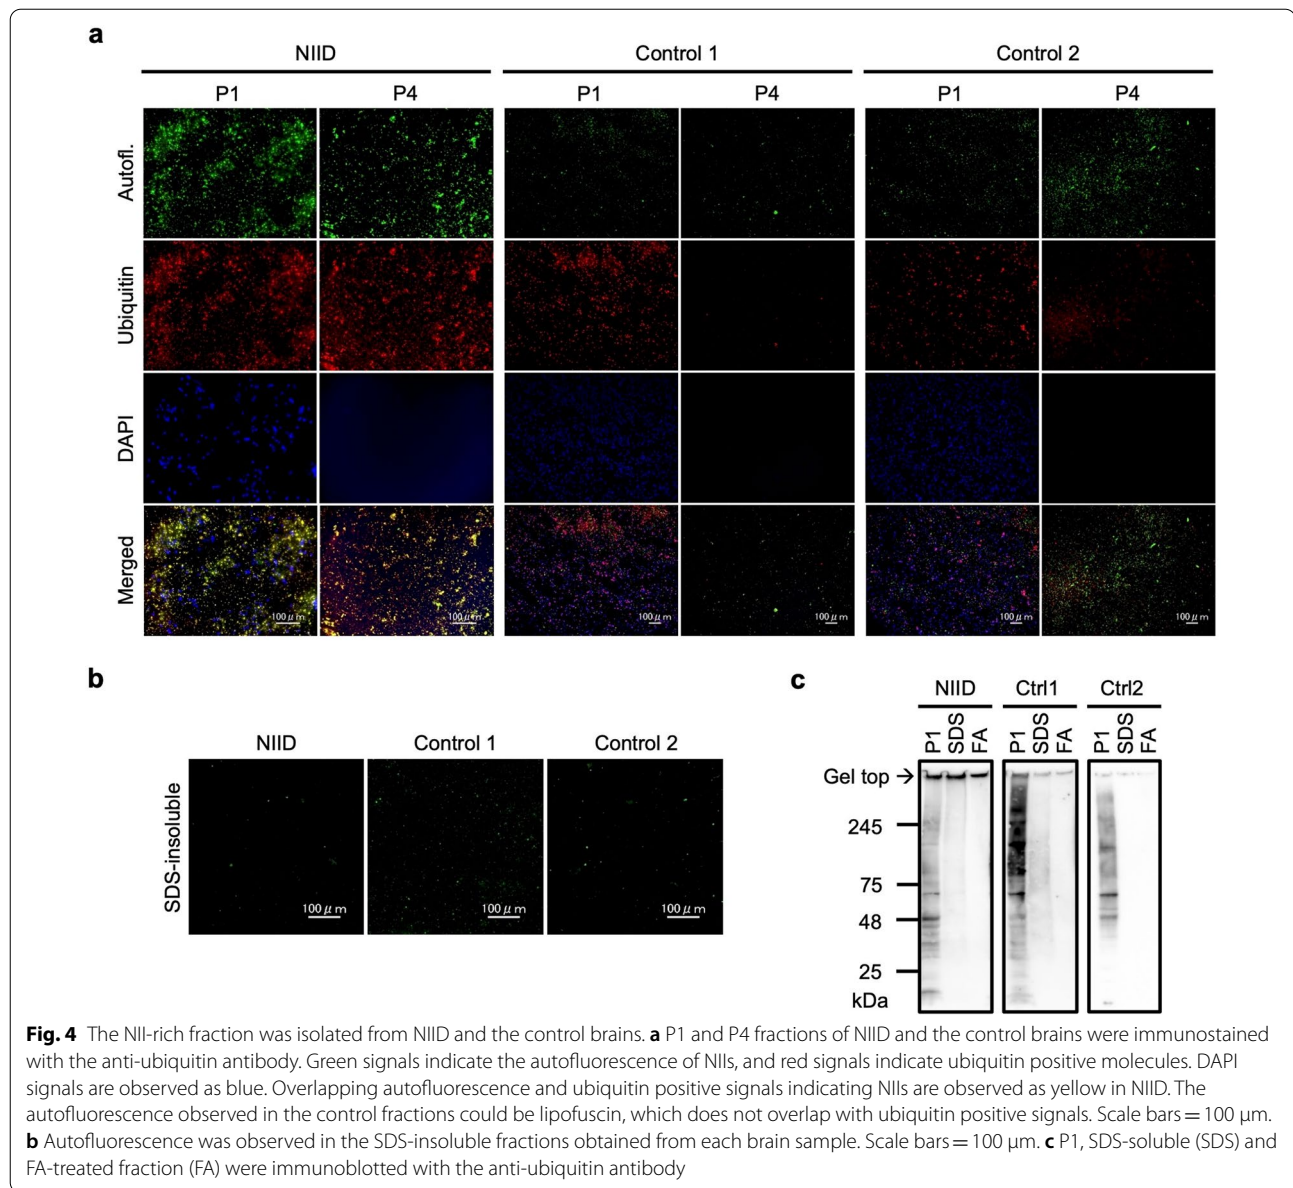 a
NIID Control 1 Control 2
P1 P4 P1 P4 P1 P4
Autofl.
Ubiquitin
DAPI
Merged
100 μm 100 μm 100 μm 100 μm 100 μm 100 μm
b
NIID Control 1 Control 2
SDS-insoluble
100 μm 100 μm 100 μm
c
NIID Ctrl1 Ctrl2
P1 SDS FA P1 SDS FA P1 SDS FA
Gel top →
245
75
48
25
kDa
Fig. 4 The NII-rich fraction was isolated from NIID and the control brains. a P1 and P4 fractions of NIID and the control brains were immunostained
with the anti-ubiquitin antibody. Green signals indicate the autofluorescence of NIIs, and red signals indicate ubiquitin positive molecules. DAPI
signals are observed as blue. Overlapping autofluorescence and ubiquitin positive signals indicating NIIs are observed as yellow in NIID. The
autofluorescence observed in the control fractions could be lipofuscin, which does not overlap with ubiquitin positive signals. Scale bars = 100 μm.
b Autofluorescence was observed in the SDS-insoluble fractions obtained from each brain sample. Scale bars = 100 μm. c P1, SDS-soluble (SDS) and
FA-treated fraction (FA) were immunoblotted with the anti-ubiquitin antibody